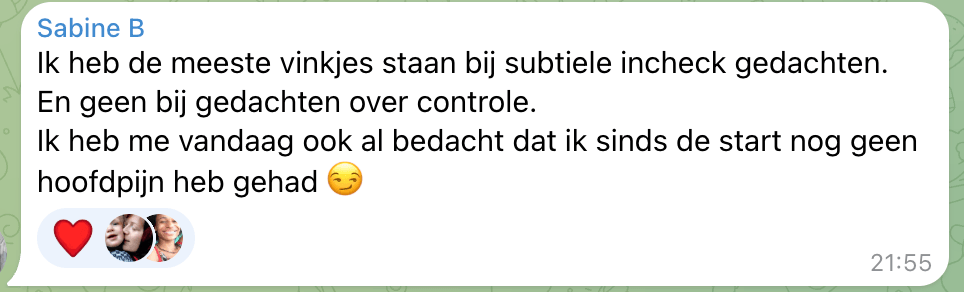 Sabine B
Ik heb de meeste vinkjes staan bij subtiele incheck gedachten.
En geen bij gedachten over controle.
Ik heb me vandaag ook al bedacht dat ik sinds de start nog geen
hoofdpijn heb gehad 😏
21:55